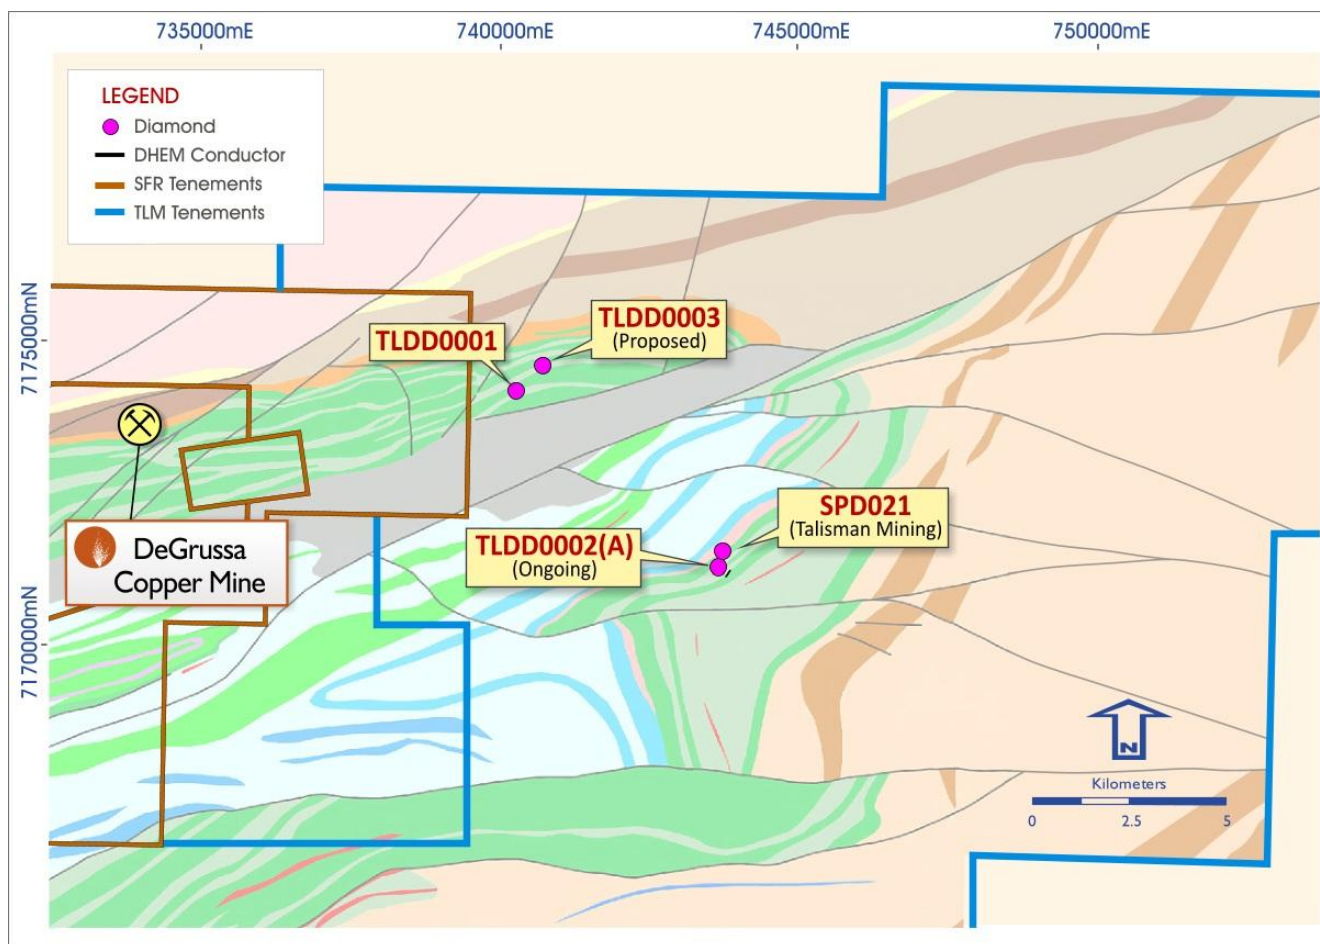 735000mE
740000mE
745000mE
750000mE
LEGEND
Diamond
DHEM Conductor
SFR Tenements
TLM Tenements
7175000mN
TLDD0001
TLDD0003
(Proposed)
SPD021
(Talisman Mining)
TLDD0002(A)
(Ongoing)
DeGrussa
Copper Mine
7170000mN
N
Kilometers
0
2.5
5